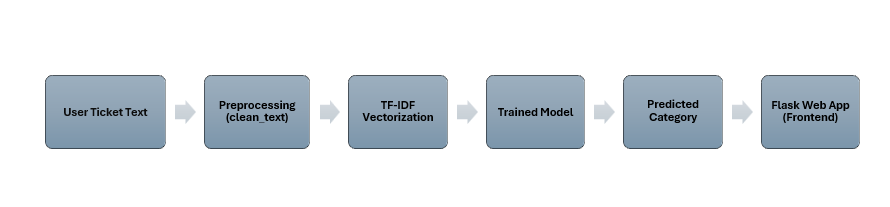 User Ticket Text
Preprocessing
(clean_text)
TF-IDF
Vectorization
Trained Model
Predicted
Category
Flask Web App
(Frontend)